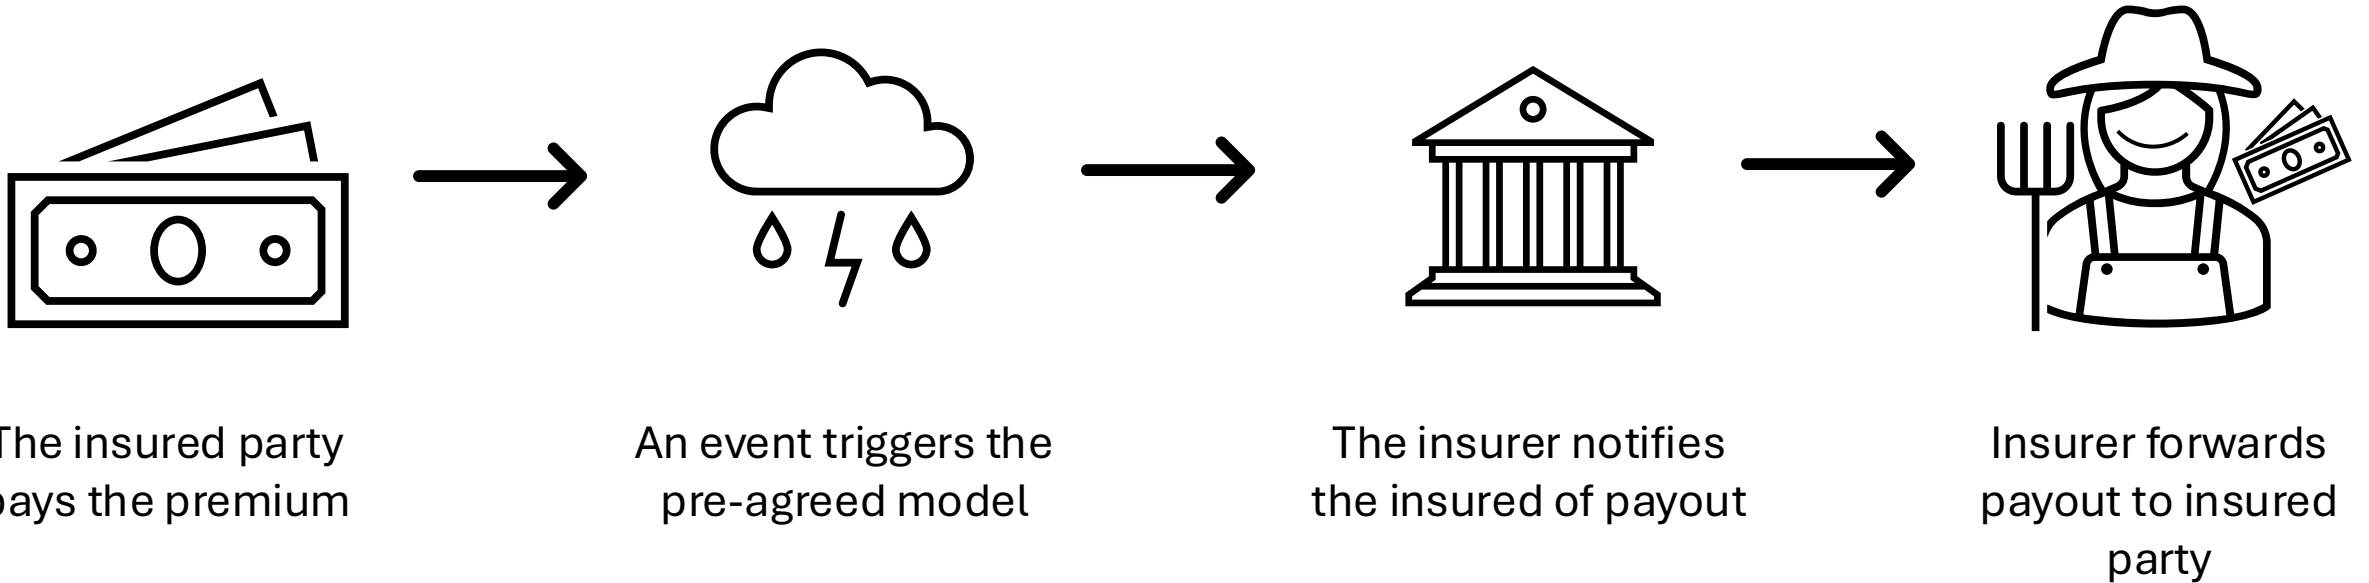 The insured party
pays the premium
An event triggers the
pre-agreed model
The insurer notifies
the insured of payout
Insurer forwards
payout to insured
party